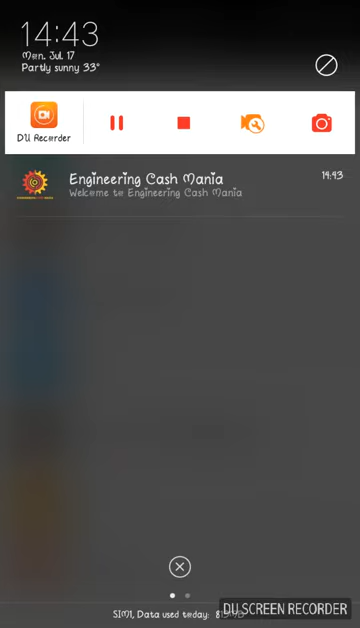 14:43
Mon. Jul. 17
Partly sunny 33°
DU Recorder
Engineering Cash Mania
14:43
Welcome to Engineering Cash Mania
SIM1, Data used today:
DU SCREEN RECORDER